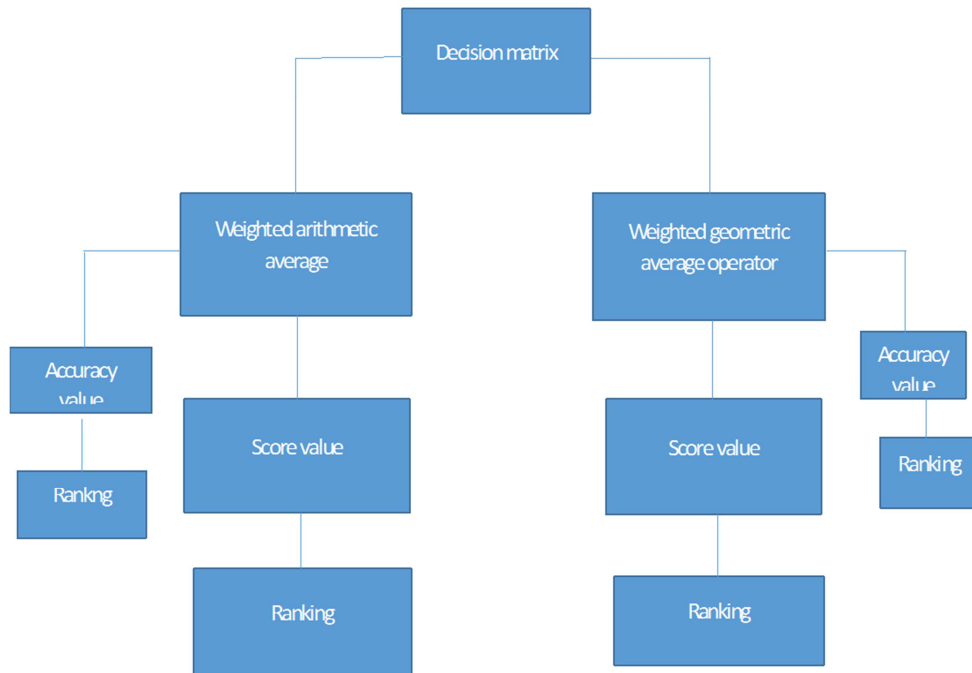 Decision matrix
Weighted arithmetic
average
Weighted geometric
average operator
Accuracy
value
Accuracy
value
Score value
Score value
Ranking
Rankng
Ranking
Ranking